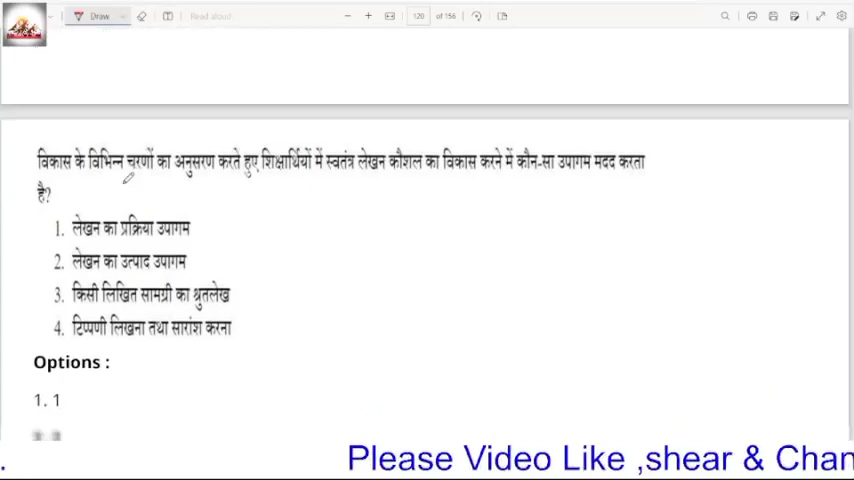 Draw
Read aloud
120 of 156
विकास के विभिन्न चरणों का अनुसरण करते हुए शिक्षार्थियों में स्वतंत्र लेखन कौशल का विकास करने में कौन-सा उपागम मदद करता
है?
1. लेखन का प्रक्रिया उपागम
2. लेखन का उत्पाद उपागम
3. किसी लिखित सामग्री का श्रुतलेख
4. टिप्पणी लिखना तथा सारांश करना
Options :
1. 1
. Please Video Like ,shear & Chan